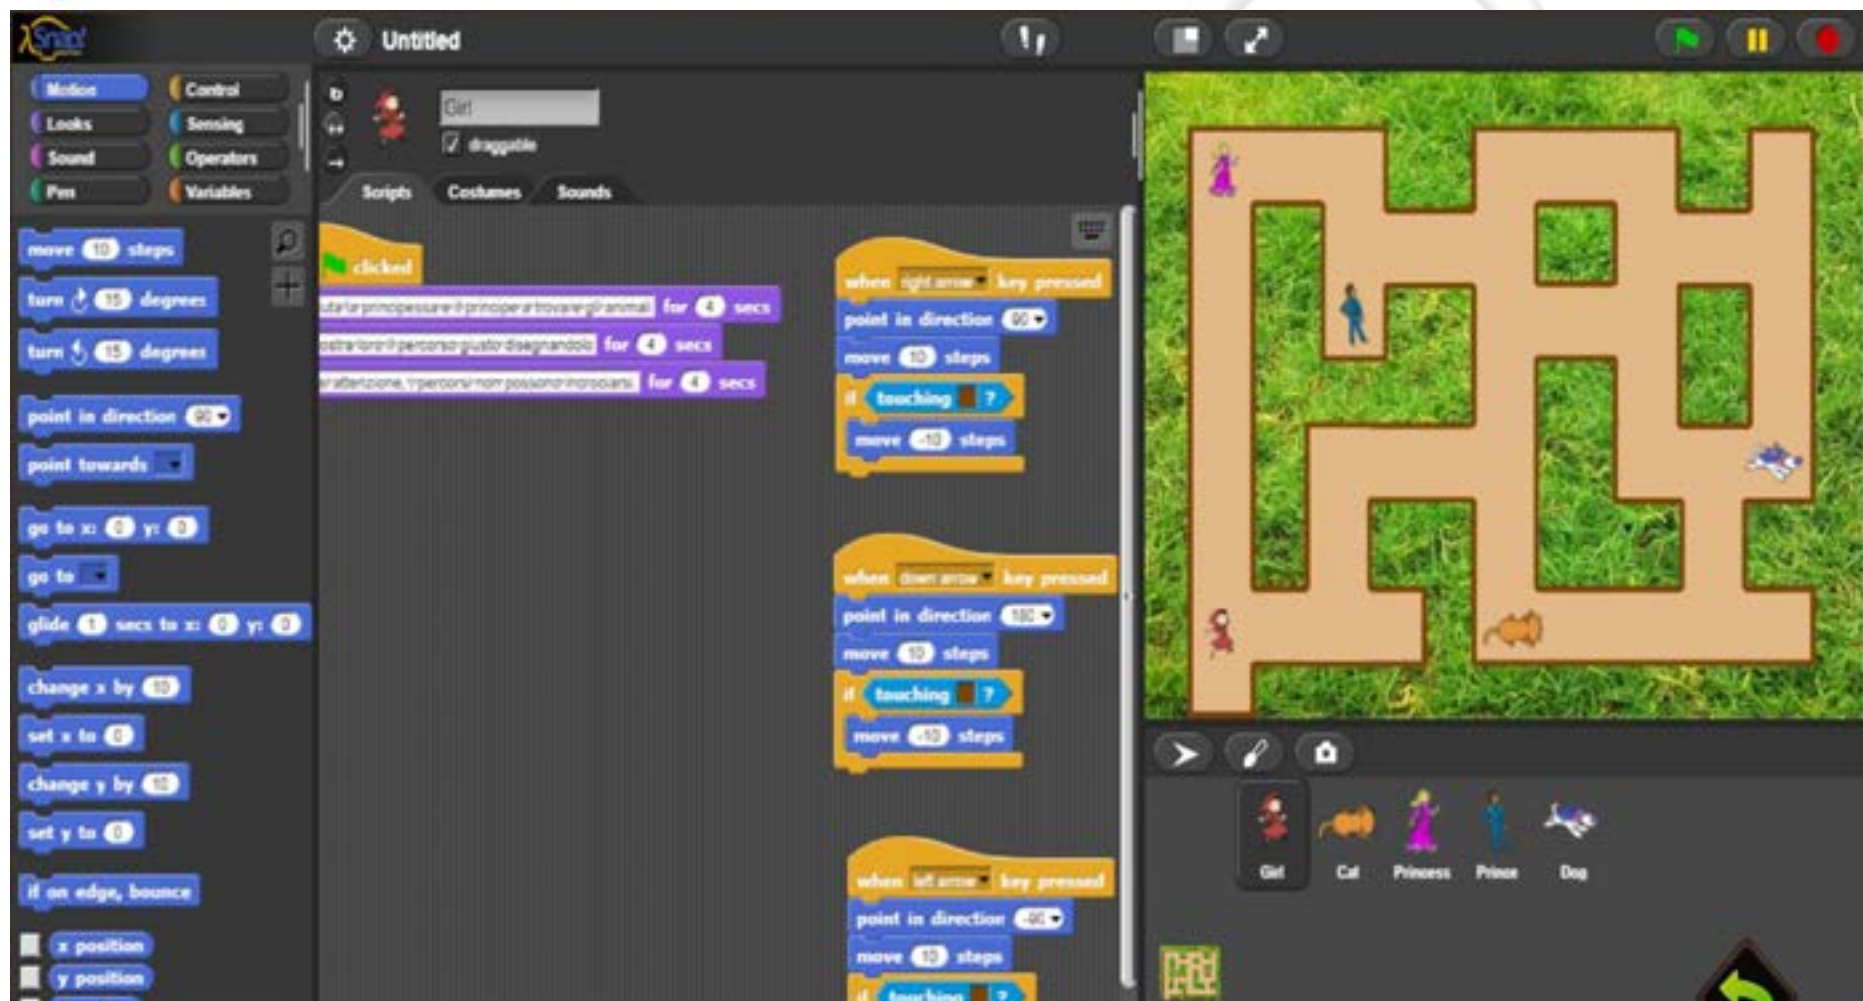 Snap!
Untitled
Motion
Control
Looks
Sensing
Sound
Operators
Pen
Variables
Girl
draggable
Scripts
Costumes
Sounds
move 10 steps
turn 15 degrees
turn 15 degrees
point in direction 90
point towards
go to x: 0 y: 0
go to
glide 1 secs to x: 0 y: 0
change x by 10
set x to 0
change y by 10
set y to 0
if on edge, bounce
x position
y position
clicked
for 4 secs
for 4 secs
for 4 secs
when right arrow key pressed
point in direction 90
move 10 steps
if touching ?
move -10 steps
when down arrow key pressed
point in direction 180
move 10 steps
if touching ?
move -10 steps
when left arrow key pressed
point in direction -90
move 10 steps
if touching ?
Girl
Cat
Princess
Prince
Dog